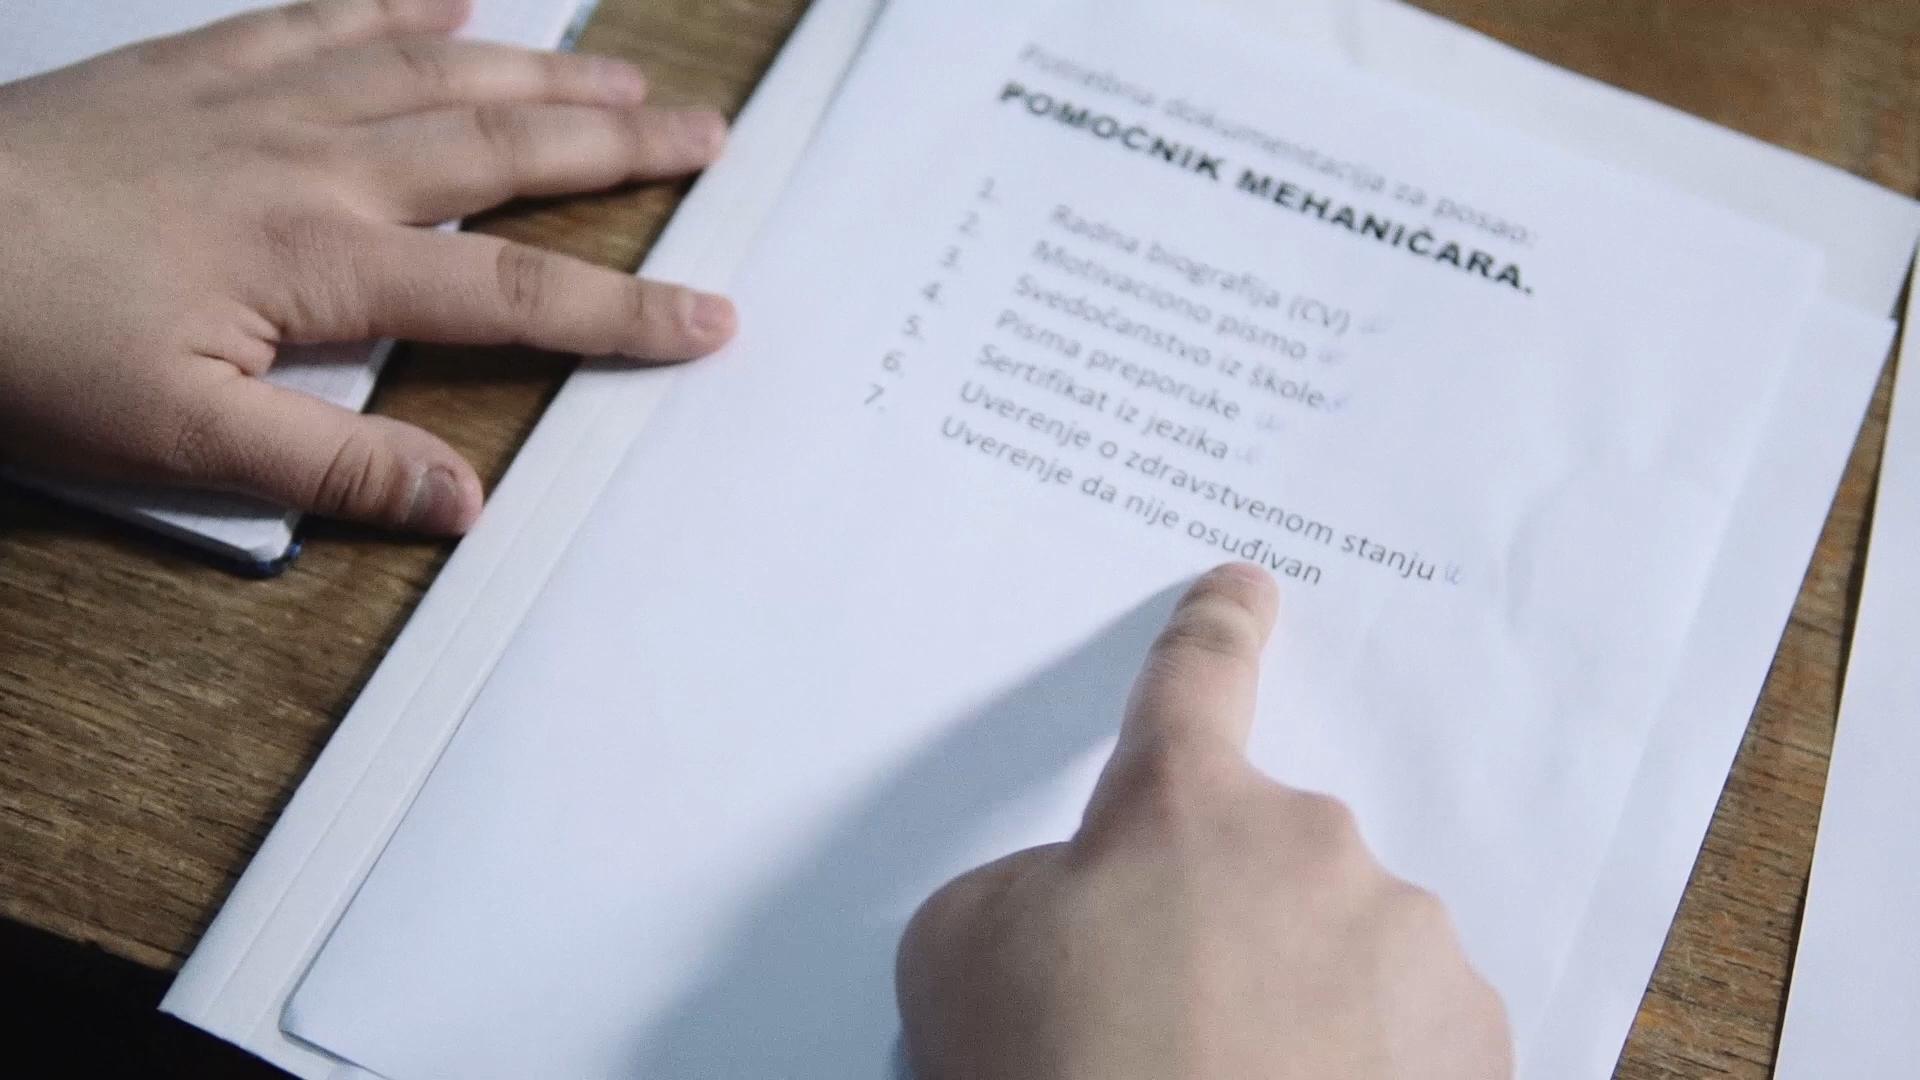 Potrebna dokumentacija za posao:
POMOĆNIK MEHANIČARA.
1. Radna biografija (CV)
2. Motivaciono pismo
3. Svedočanstvo iz škole
4. Pisma preporuke
5. Sertifikat iz jezika
6. Uverenje o zdravstvenom stanju
7. Uverenje da nije osuđivan